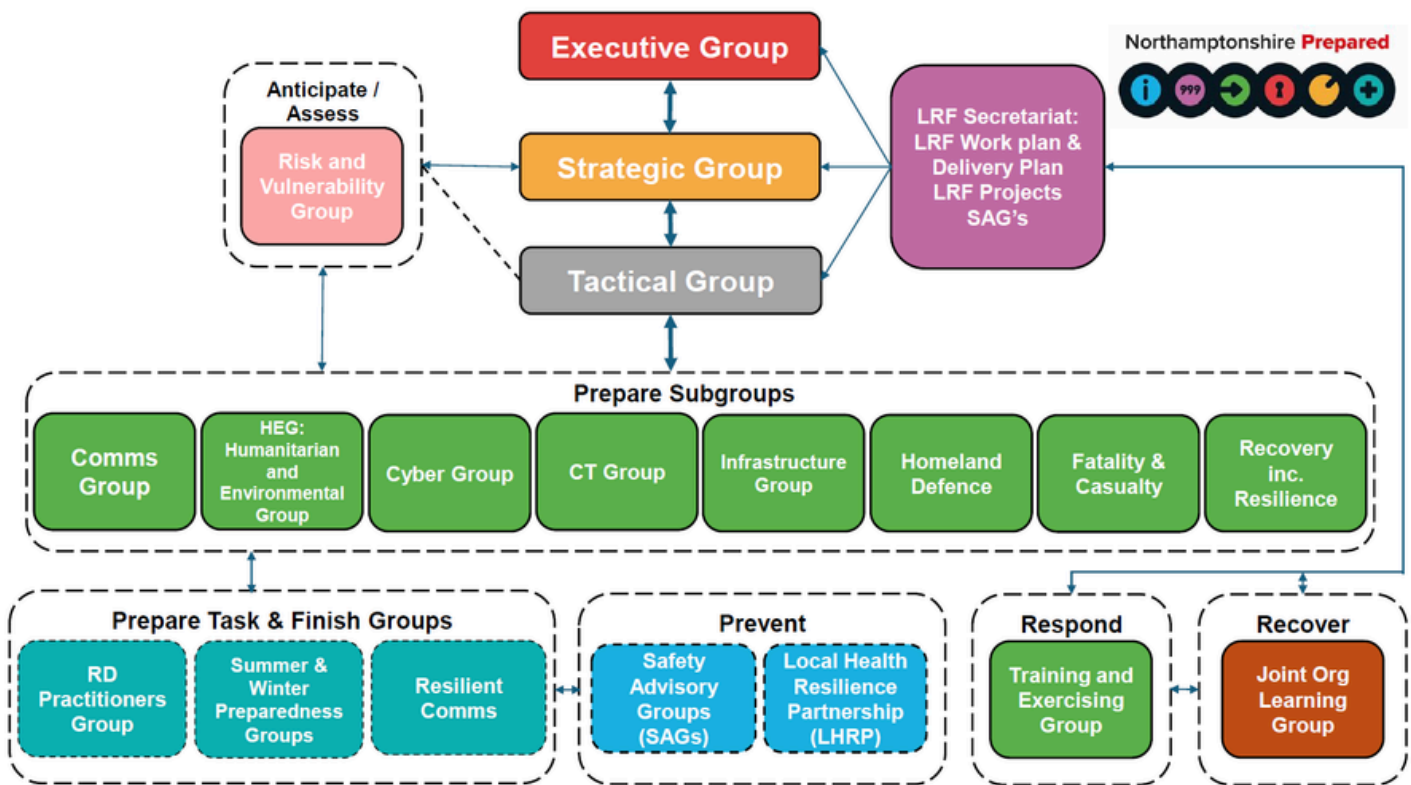 Executive Group
Northamptonshire Prepared
999
Anticipate /
Assess
Risk and
Vulnerability
Group
Strategic Group
LRF Secretariat:
LRF Work plan &
Delivery Plan
LRF Projects
SAG's
Tactical Group
Prepare Subgroups
Comms
Group
HEG:
Humanitarian
and
Environmental
Group
Cyber Group
CT Group
Infrastructure
Group
Homeland
Defence
Fatality &
Casualty
Recovery
inc.
Resilience
Prepare Task & Finish Groups
RD
Practitioners
Group
Summer &
Winter
Preparedness
Groups
Resilient
Comms
Prevent
Safety
Advisory
Groups
(SAGs)
Local Health
Resilience
Partnership
(LHRP)
Respond
Training and
Exercising
Group
Recover
Joint Org
Learning
Group